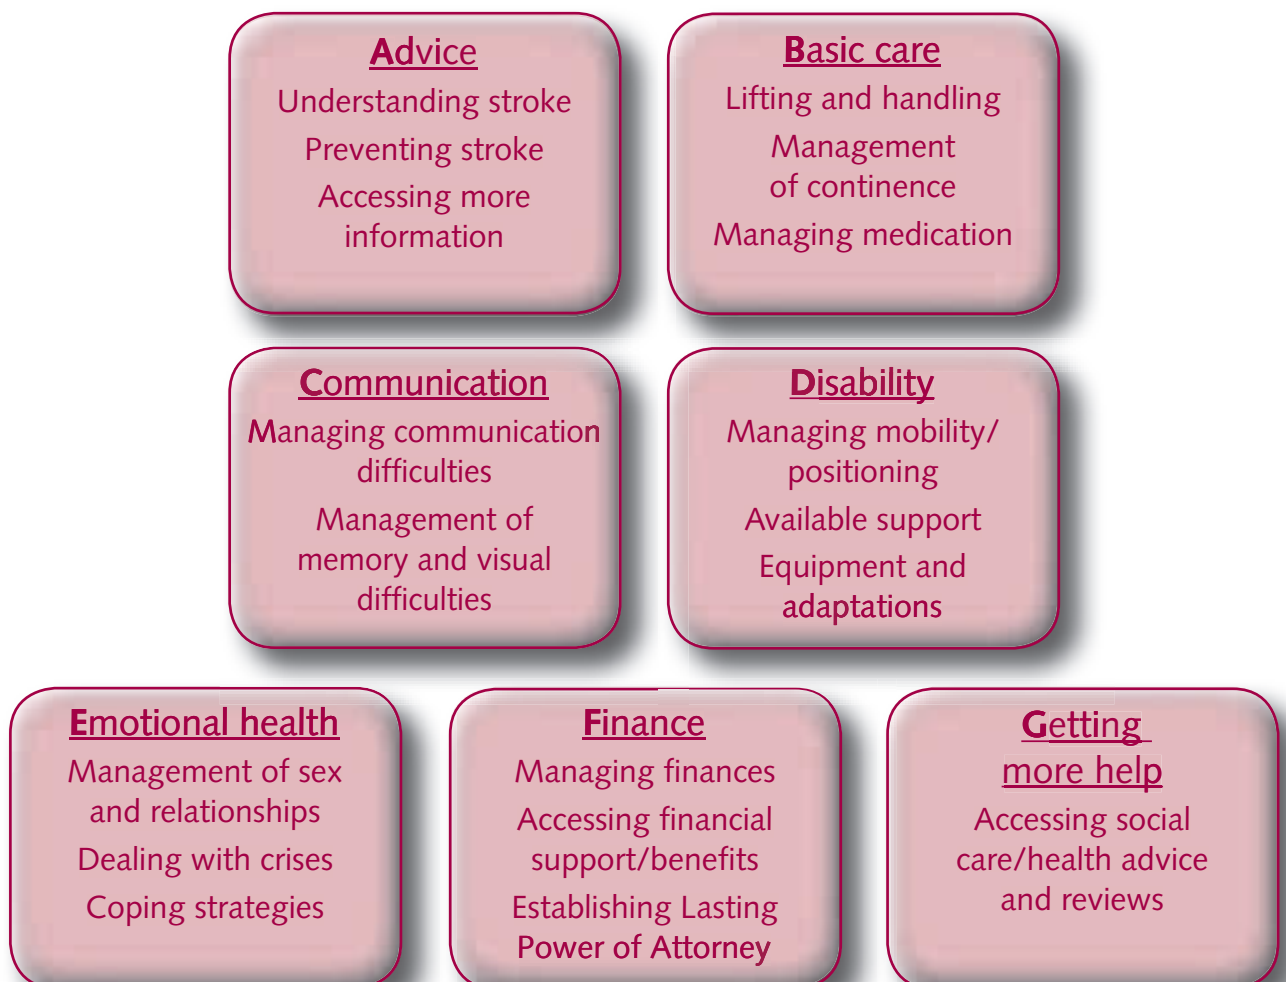 Advice
Understanding stroke
Preventing stroke
Accessing more
information
Basic care
Lifting and handling
Management
of continence
Managing medication
Communication
Managing communication
difficulties
Management of
memory and visual
difficulties
Disability
Managing mobility/
positioning
Available support
Equipment and
adaptations
Emotional health
Management of sex
and relationships
Dealing with crises
Coping strategies
Finance
Managing finances
Accessing financial
support/benefits
Establishing Lasting
Power of Attorney
Getting
more help
Accessing social
care/health advice
and reviews